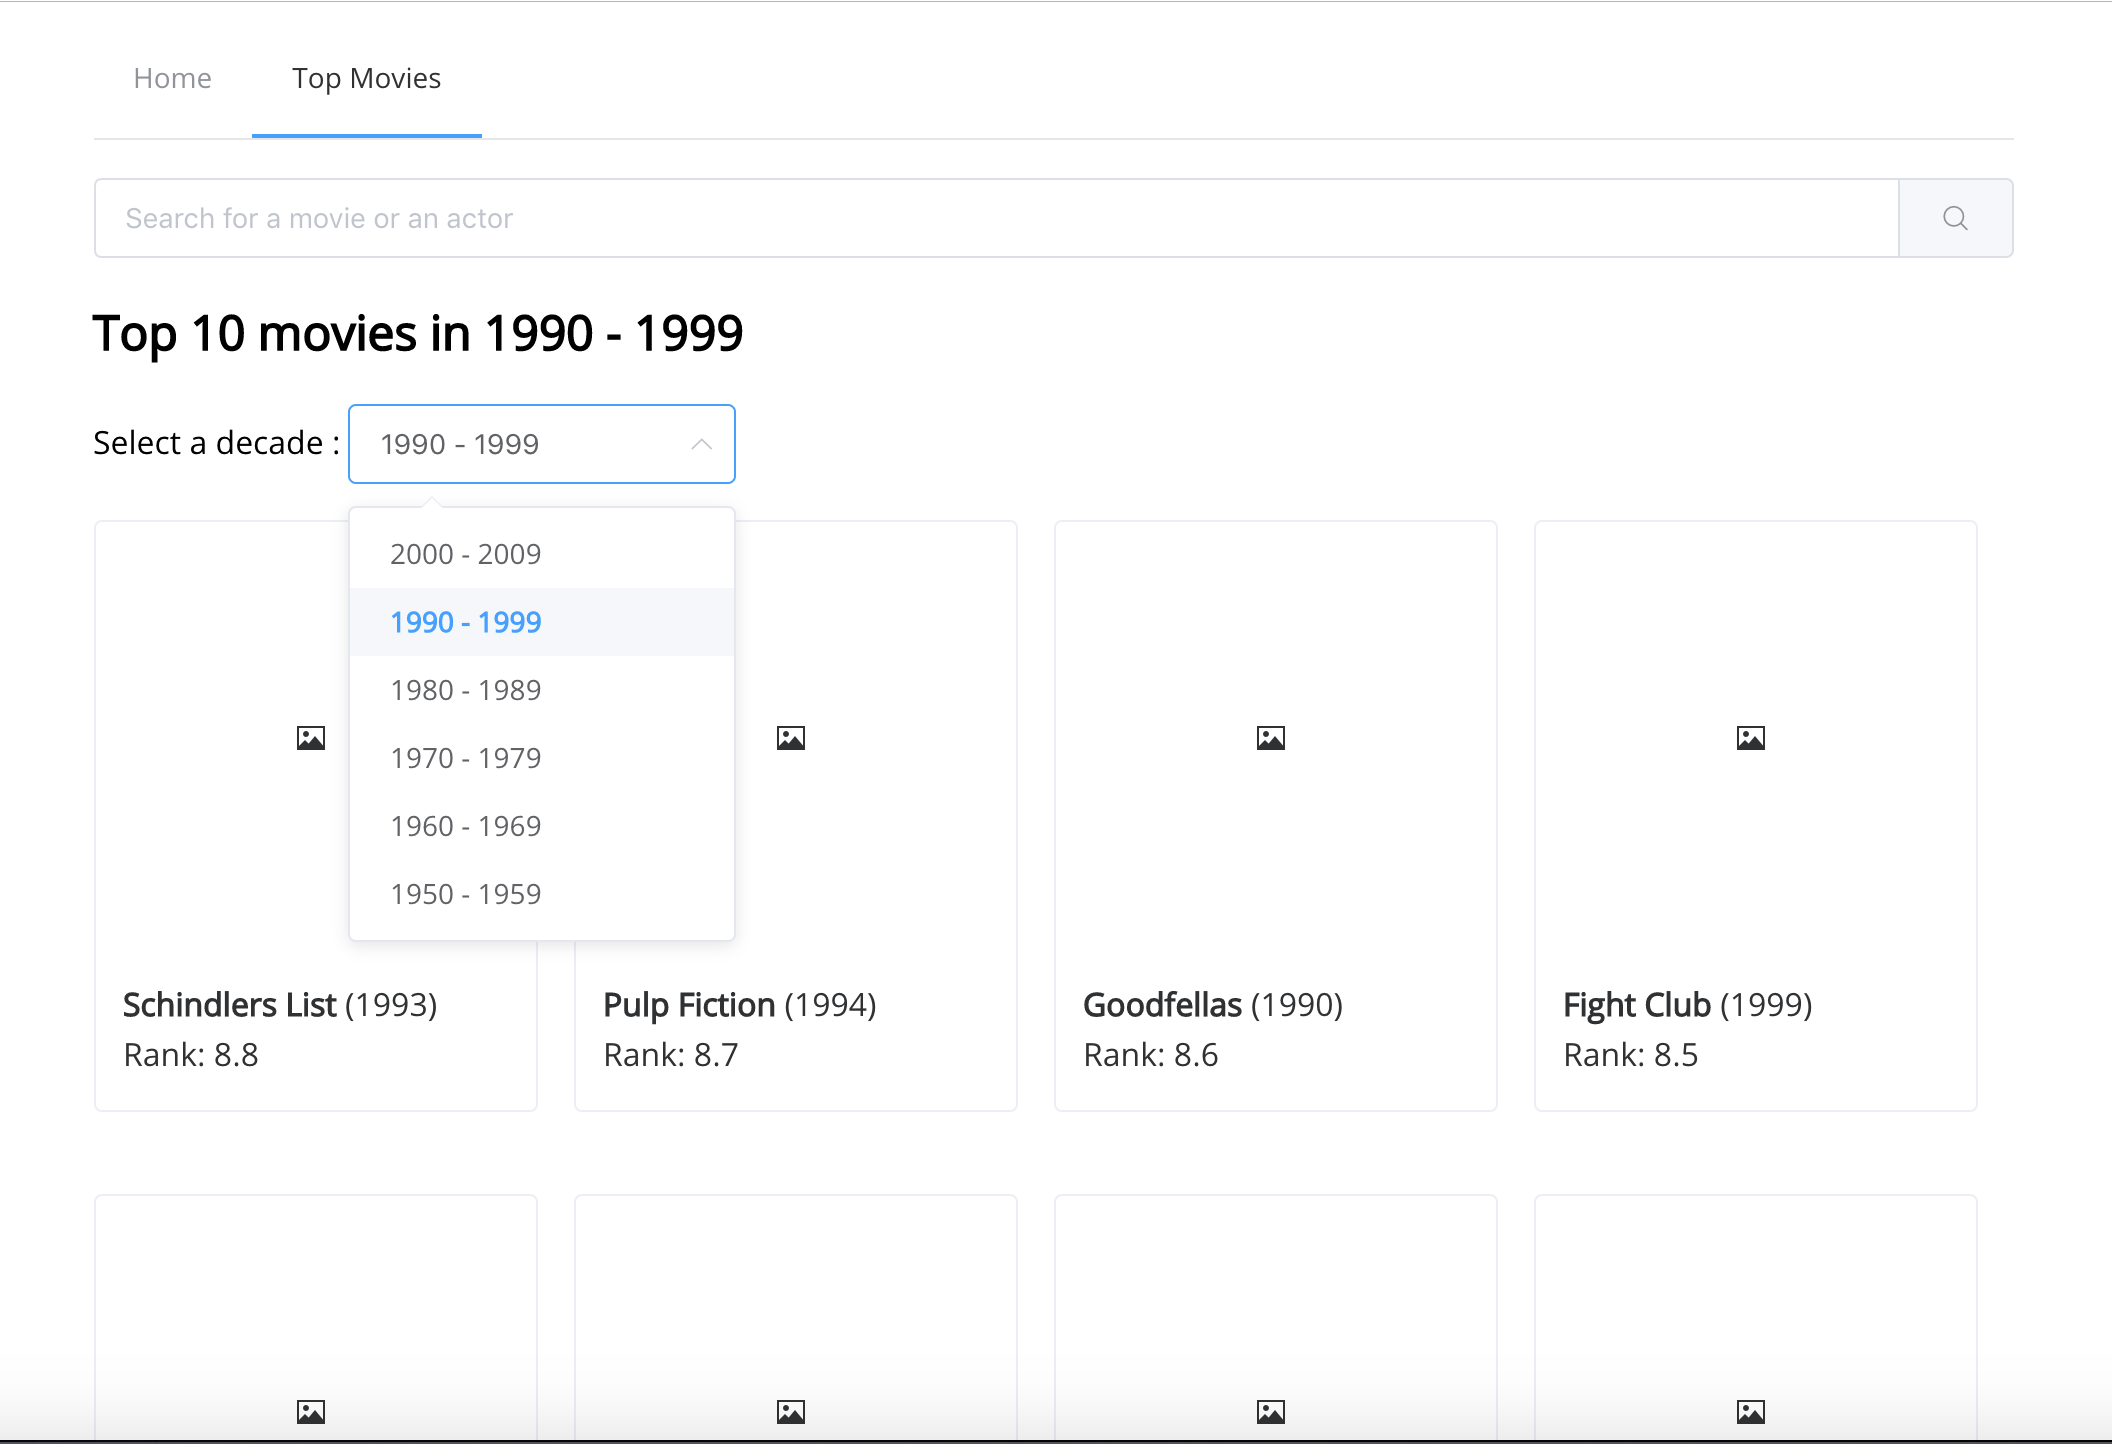 Home
Top Movies
Search for a movie or an actor
Top 10 movies in 1990 - 1999
Select a decade :
1990 - 1999
2000 - 2009
1990 - 1999
1980 - 1989
1970 - 1979
1960 - 1969
1950 - 1959
Schindlers List (1993)
Rank: 8.8
Pulp Fiction (1994)
Rank: 8.7
Goodfellas (1990)
Rank: 8.6
Fight Club (1999)
Rank: 8.5